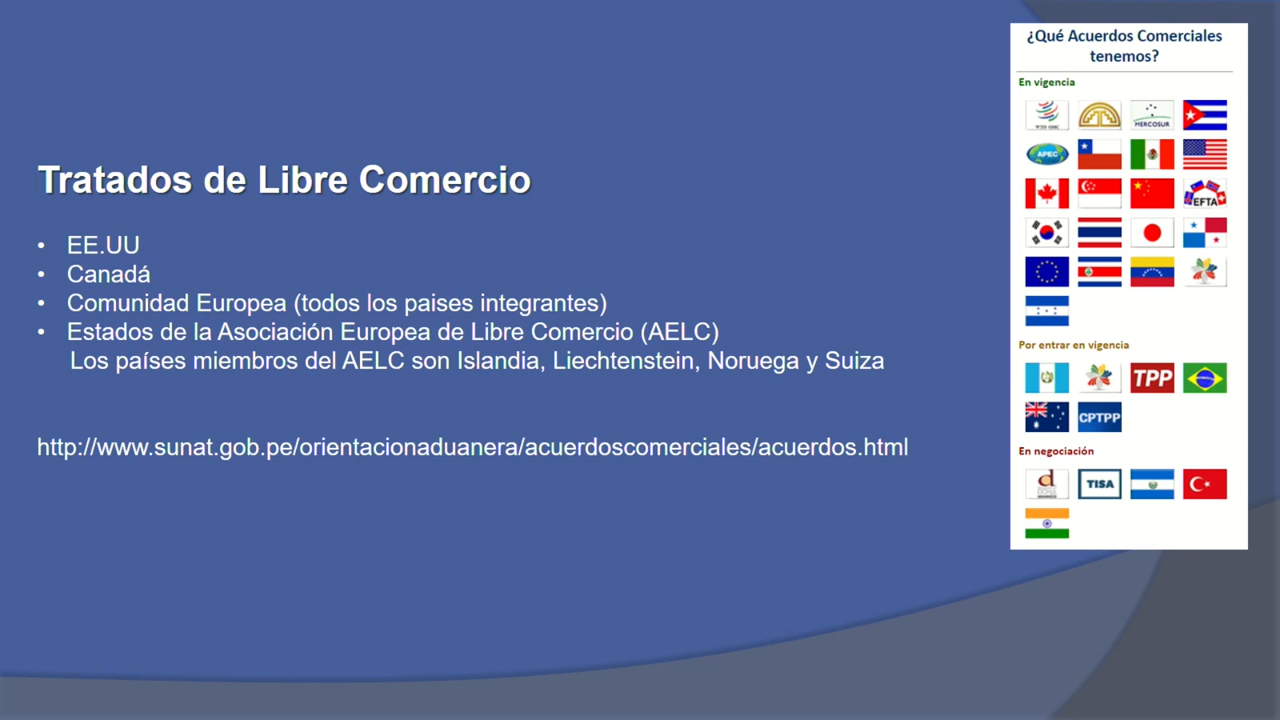 Tratados de Libre Comercio
• EE.UU
• Canadá
• Comunidad Europea (todos los paises integrantes)
• Estados de la Asociación Europea de Libre Comercio (AELC)
Los países miembros del AELC son Islandia, Liechtenstein, Noruega y Suiza
http://www.sunat.gob.pe/orientacionaduanera/acuerdoscomerciales/acuerdos.html
¿Qué Acuerdos Comerciales
tenemos?
En vigencia
WTO OMC
MERCOSUR
APEC
EFTA
Por entrar en vigencia
TPP
CPTPP
En negociación
TISA